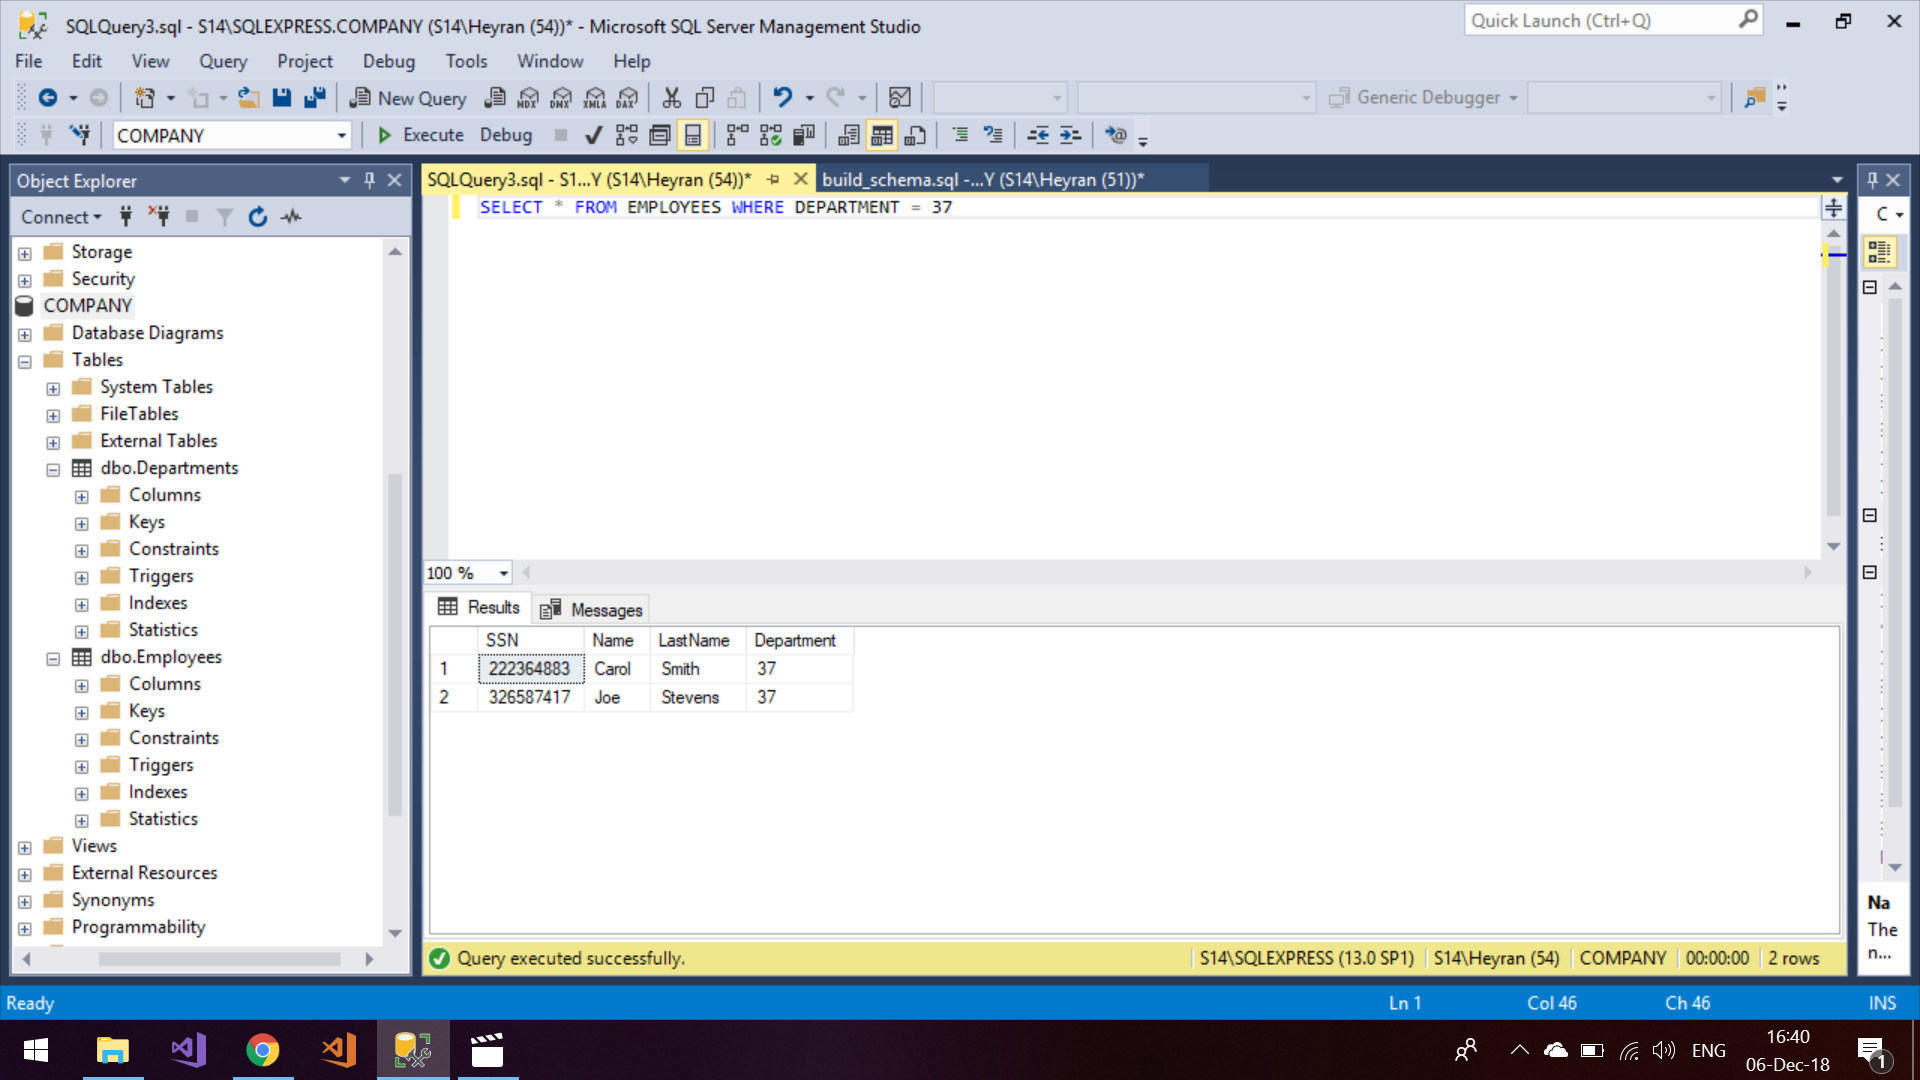 SQLQuery3.sql - S14\SQLEXPRESS.COMPANY (S14\Heyran (54))* - Microsoft SQL Server Management Studio
Quick Launch (Ctrl+Q)
File Edit View Query Project Debug Tools Window Help
New Query MDX DMX XMLA DAX Generic Debugger
COMPANY Execute Debug
Object Explorer
SQLQuery3.sql - S1...Y (S14\Heyran (54))*
build_schema.sql -...Y (S14\Heyran (51))*
Connect
C
SELECT * FROM EMPLOYEES WHERE DEPARTMENT = 37
Storage
Security
COMPANY
Database Diagrams
Tables
System Tables
FileTables
External Tables
dbo.Departments
Columns
Keys
Constraints
Triggers
Indexes
Statistics
dbo.Employees
Columns
Keys
Constraints
Triggers
Indexes
Statistics
Views
External Resources
Synonyms
Programmability
100 %
Results Messages
SSN Name LastName Department
1 222364883 Carol Smith 37
2 326587417 Joe Stevens 37
Na
The
n...
Query executed successfully.
S14\SQLEXPRESS (13.0 SP1) S14\Heyran (54) COMPANY 00:00:00 2 rows
Ready Ln 1 Col 46 Ch 46 INS
ENG
16:40
06-Dec-18
1